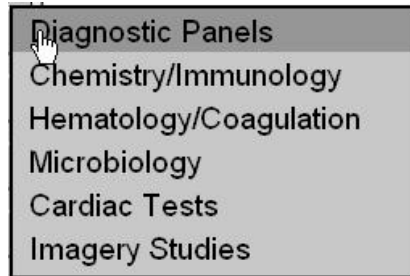 Diagnostic Panels
Chemistry/Immunology
Hematology/Coagulation
Microbiology
Cardiac Tests
Imagery Studies